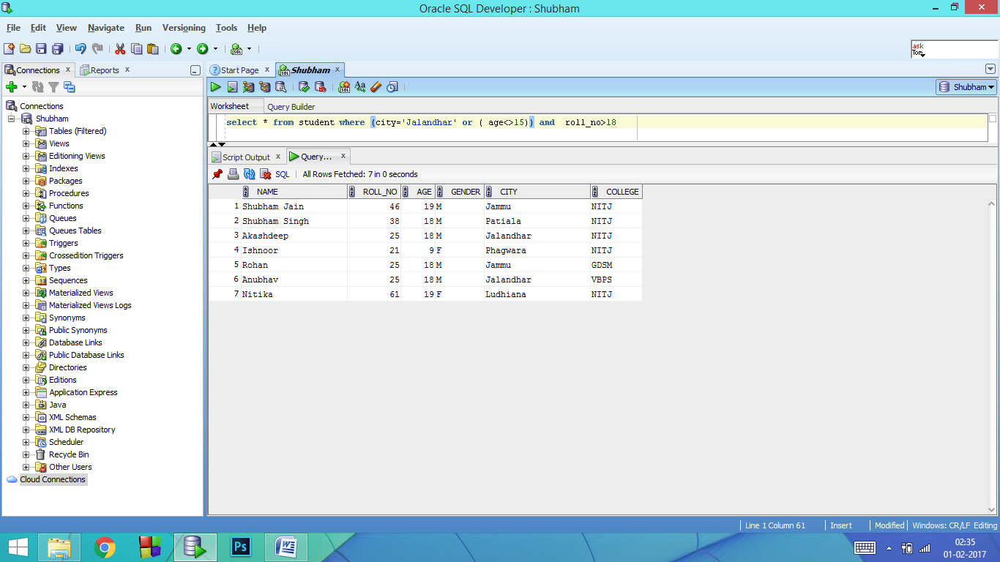 Oracle SQL Developer : Shubham
File Edit View Navigate Run Versioning Tools Help
ask
Tom
Connections x Reports x
Start Page x Shubham x
SQL
Shubham
Worksheet Query Builder
select * from student where (city='Jalandhar' or ( age<>15)) and  roll_no>18
Connections
Shubham
Tables (Filtered)
Views
Editioning Views
Indexes
Packages
Procedures
Functions
Queues
Queues Tables
Triggers
Crossedition Triggers
Types
Sequences
Materialized Views
Materialized Views Logs
Synonyms
Public Synonyms
Database Links
Public Database Links
Directories
Editions
Application Express
Java
XML Schemas
XML DB Repository
Scheduler
Recycle Bin
Other Users
Cloud Connections
Script Output x Query... x
SQL | All Rows Fetched: 7 in 0 seconds
NAME ROLL_NO AGE GENDER CITY COLLEGE
1 Shubham Jain 46 19 M Jammu NITJ
2 Shubham Singh 38 18 M Patiala NITJ
3 Akashdeep 25 18 M Jalandhar NITJ
4 Ishnoor 21 9 F Phagwara NITJ
5 Rohan 25 18 M Jammu GDSM
6 Anubhav 25 18 M Jalandhar VBPS
7 Nitika 61 19 F Ludhiana NITJ
Line 1 Column 61 | Insert | Modified | Windows: CR/LF Editing
Ps
W
02:35
01-02-2017